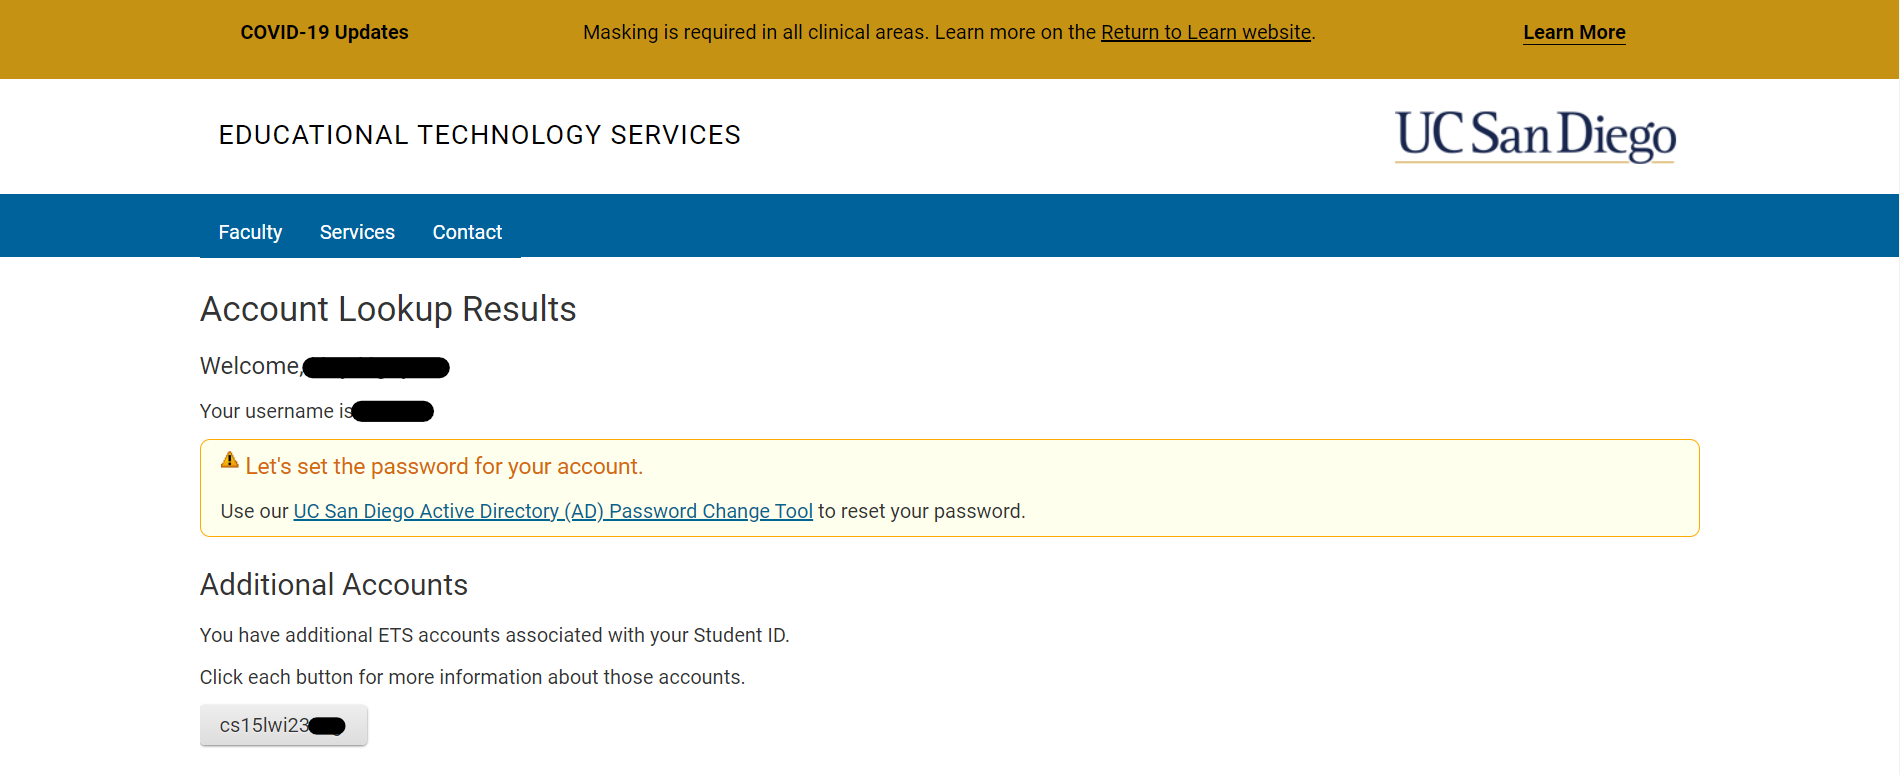 COVID-19 Updates
Masking is required in all clinical areas. Learn more on the Return to Learn website.
Learn More
EDUCATIONAL TECHNOLOGY SERVICES
UC San Diego
Faculty Services Contact
Account Lookup Results
Welcome,
Your username is
Let's set the password for your account.
Use our UC San Diego Active Directory (AD) Password Change Tool to reset your password.
Additional Accounts
You have additional ETS accounts associated with your Student ID.
Click each button for more information about those accounts.
cs15lwi23